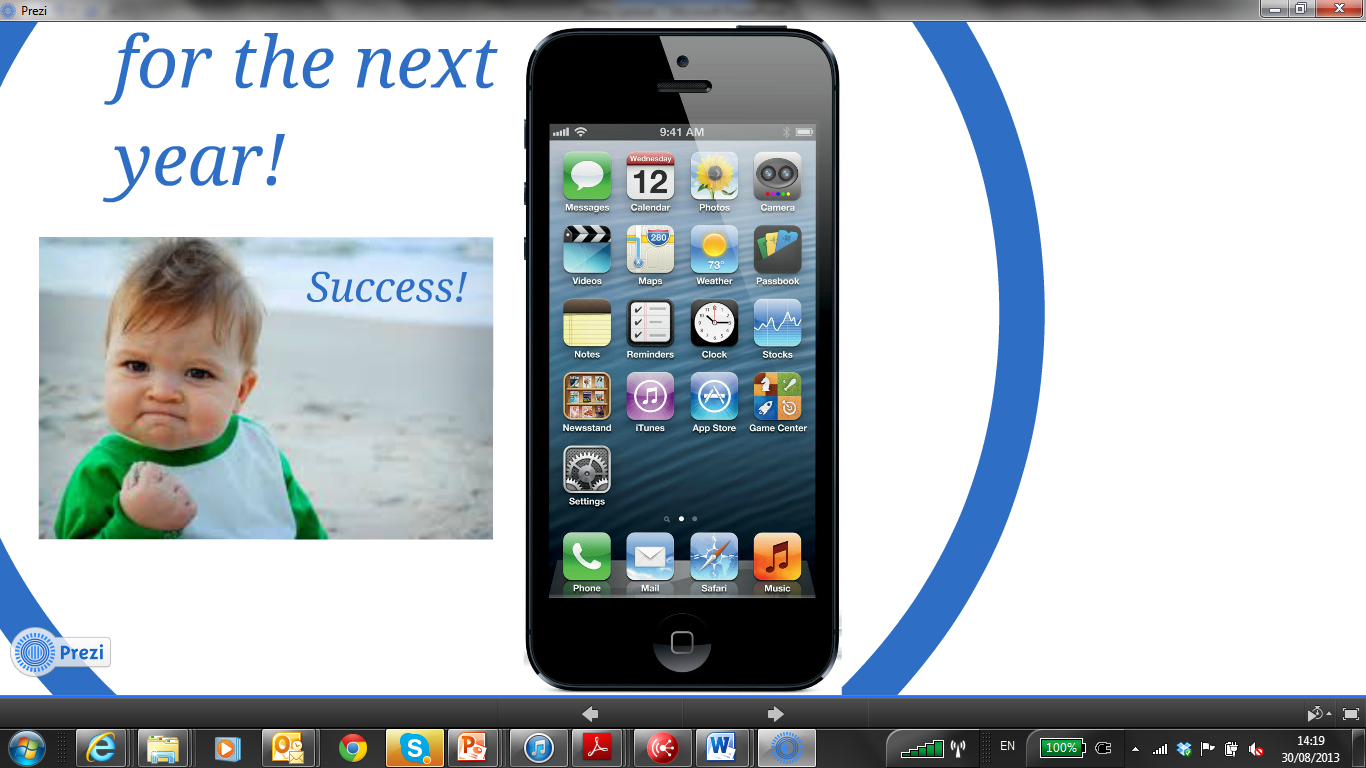 Prezi
for the next
year!
Success!
9:41 AM
Wednesday
12
280
73°
Messages Calendar Photos Camera
Videos Maps Weather Passbook
Notes Reminders Clock Stocks
Newsstand iTunes App Store Game Center
Settings
Phone Mail Safari Music
Prezi
EN
100%
14:19
30/08/2013